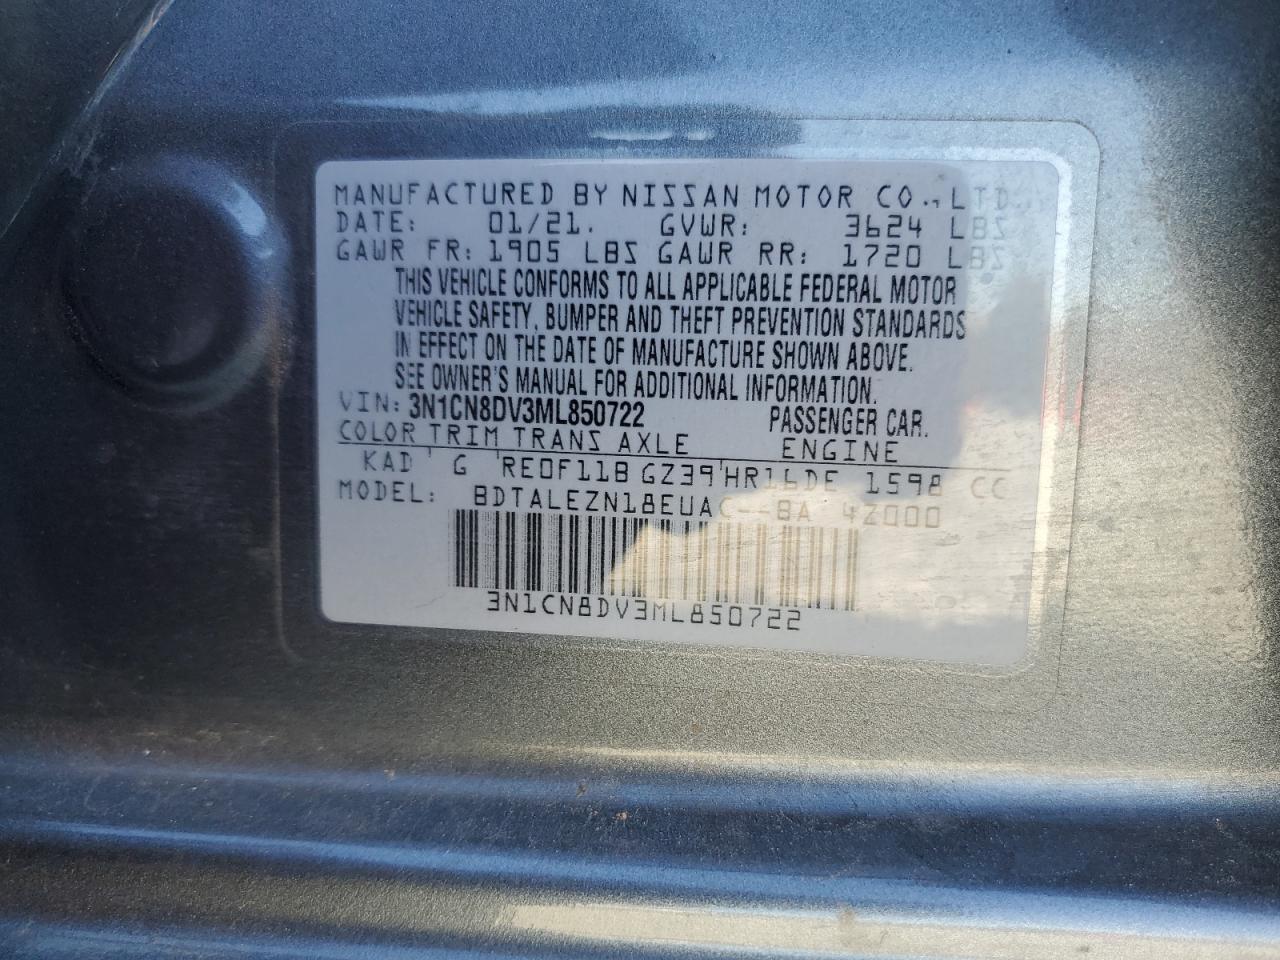 MANUFACTURED BY NISSAN MOTOR CO., LTD.
DATE: 01/21. GVWR: 3624 LBS
GAWR FR: 1905 LBS GAWR RR: 1720 LBS
THIS VEHICLE CONFORMS TO ALL APPLICABLE FEDERAL MOTOR
VEHICLE SAFETY, BUMPER AND THEFT PREVENTION STANDARDS
IN EFFECT ON THE DATE OF MANUFACTURE SHOWN ABOVE.
SEE OWNER'S MANUAL FOR ADDITIONAL INFORMATION.
VIN: 3N1CN8DV3ML850722 PASSENGER CAR.
COLOR TRIM TRANS AXLE ENGINE
KAD ' G 'RE0F11B GZ39'HR16DE 1598 CC
MODEL: BDTALEZN18EUAC--BA 4Z000
3N1CN8DV3ML850722